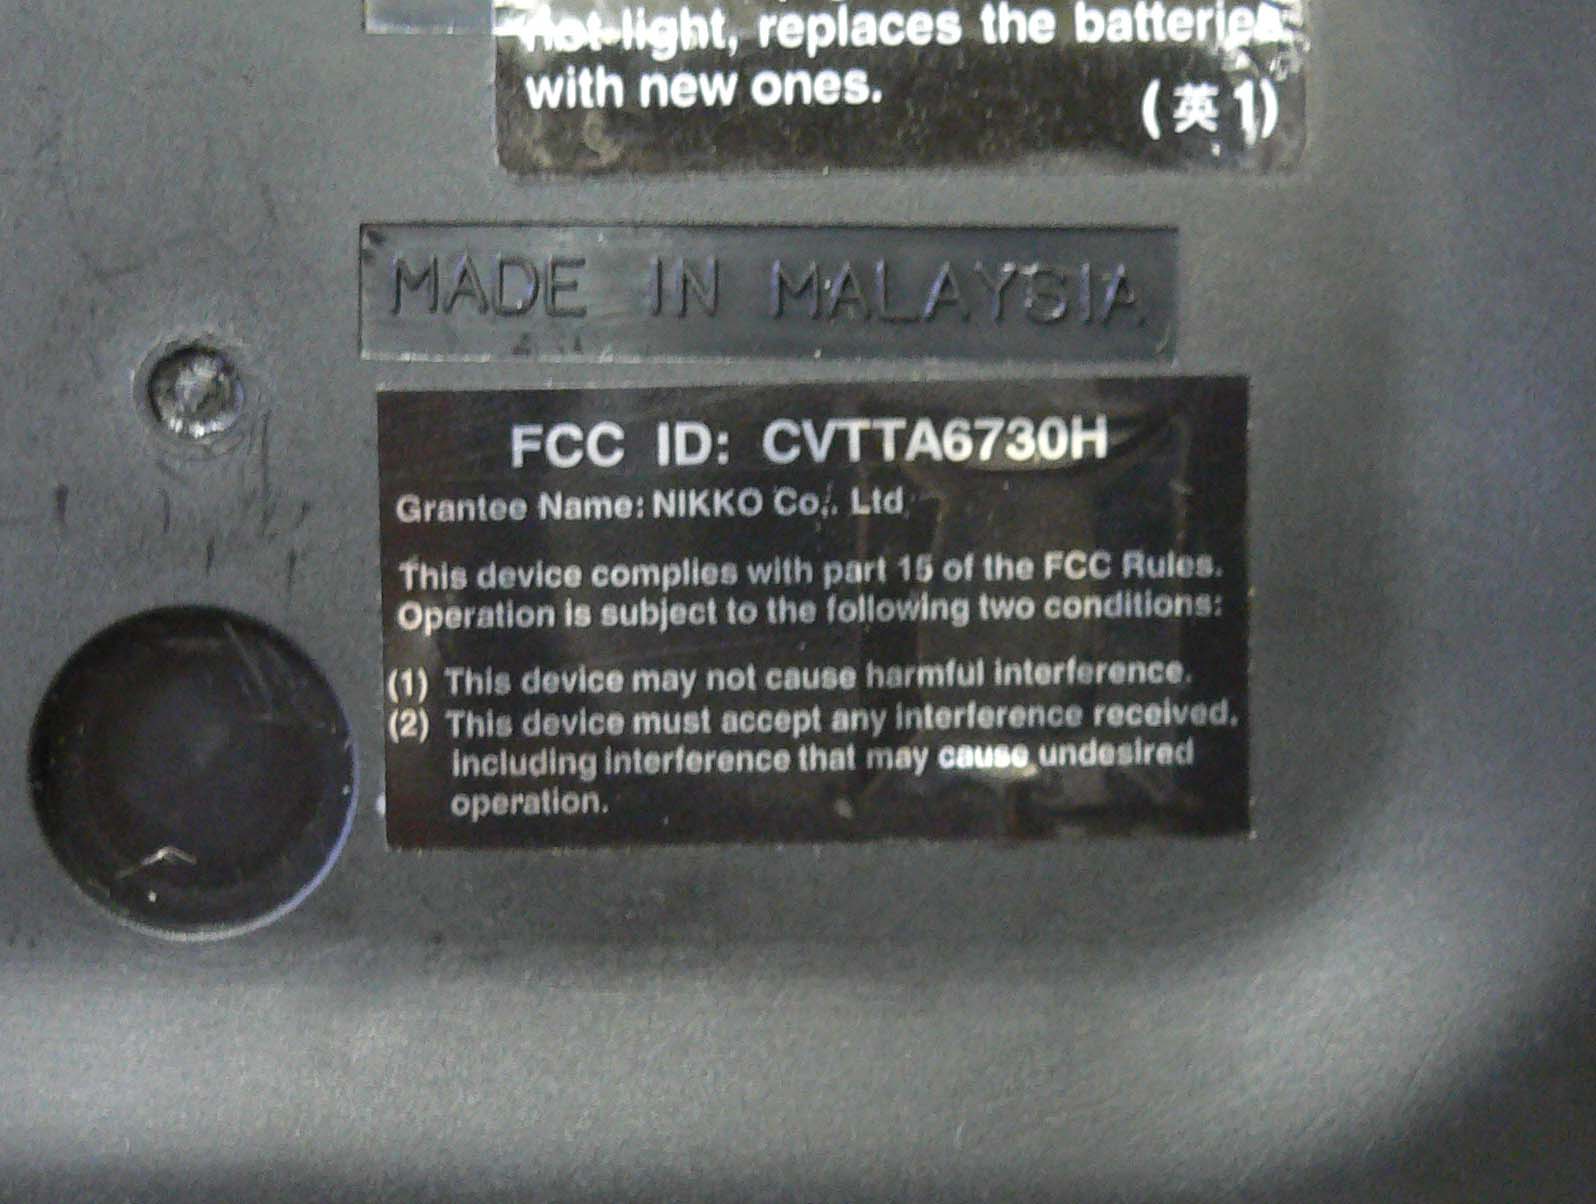 not light, replaces the batteries
with new ones.
(英1)
MADE IN MALAYSIA
FCC ID: CVTTA6730H
Grantee Name: NIKKO Co,. Ltd
This device complies with part 15 of the FCC Rules.
Operation is subject to the following two conditions:
(1) This device may not cause harmful interference.
(2) This device must accept any interference received.
including interference that may cause undesired
operation.